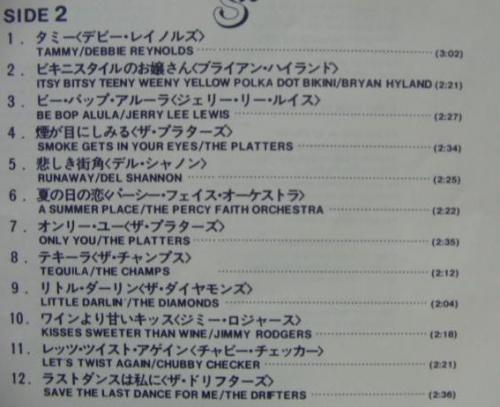 SIDE 2
1. タミー〈デビー・レイノルズ〉
TAMMY/DEBBIE REYNOLDS (3:02)
2. ビキニスタイルのお嬢さん〈ブライアン・ハイランド〉
ITSY BITSY TEENY WEENY YELLOW POLKA DOT BIKINI/BRYAN HYLAND (2:21)
3. ビー・バップ・アルーラ〈ジェリー・リー・ルイス〉
BE BOP ALULA/JERRY LEE LEWIS (2:27)
4. 煙が目にしみる〈ザ・プラターズ〉
SMOKE GETS IN YOUR EYES/THE PLATTERS (2:34)
5. 悲しき街角〈デル・シャノン〉
RUNAWAY/DEL SHANNON (2:25)
6. 夏の日の恋〈パーシー・フェイス・オーケストラ〉
A SUMMER PLACE/THE PERCY FAITH ORCHESTRA (2:22)
7. オンリー・ユー〈ザ・プラターズ〉
ONLY YOU/THE PLATTERS (2:35)
8. テキーラ〈ザ・チャンプス〉
TEQUILA/THE CHAMPS (2:12)
9. リトル・ダーリン〈ザ・ダイヤモンズ〉
LITTLE DARLIN'/THE DIAMONDS (2:04)
10. ワインより甘いキッス〈ジミー・ロジャース〉
KISSES SWEETER THAN WINE/JIMMY RODGERS (2:18)
11. レッツ・ツイスト・アゲイン〈チャビー・チェッカー〉
LET'S TWIST AGAIN/CHUBBY CHECKER (2:21)
12. ラストダンスは私に〈ザ・ドリフターズ〉
SAVE THE LAST DANCE FOR ME/THE DRIFTERS (2:36)